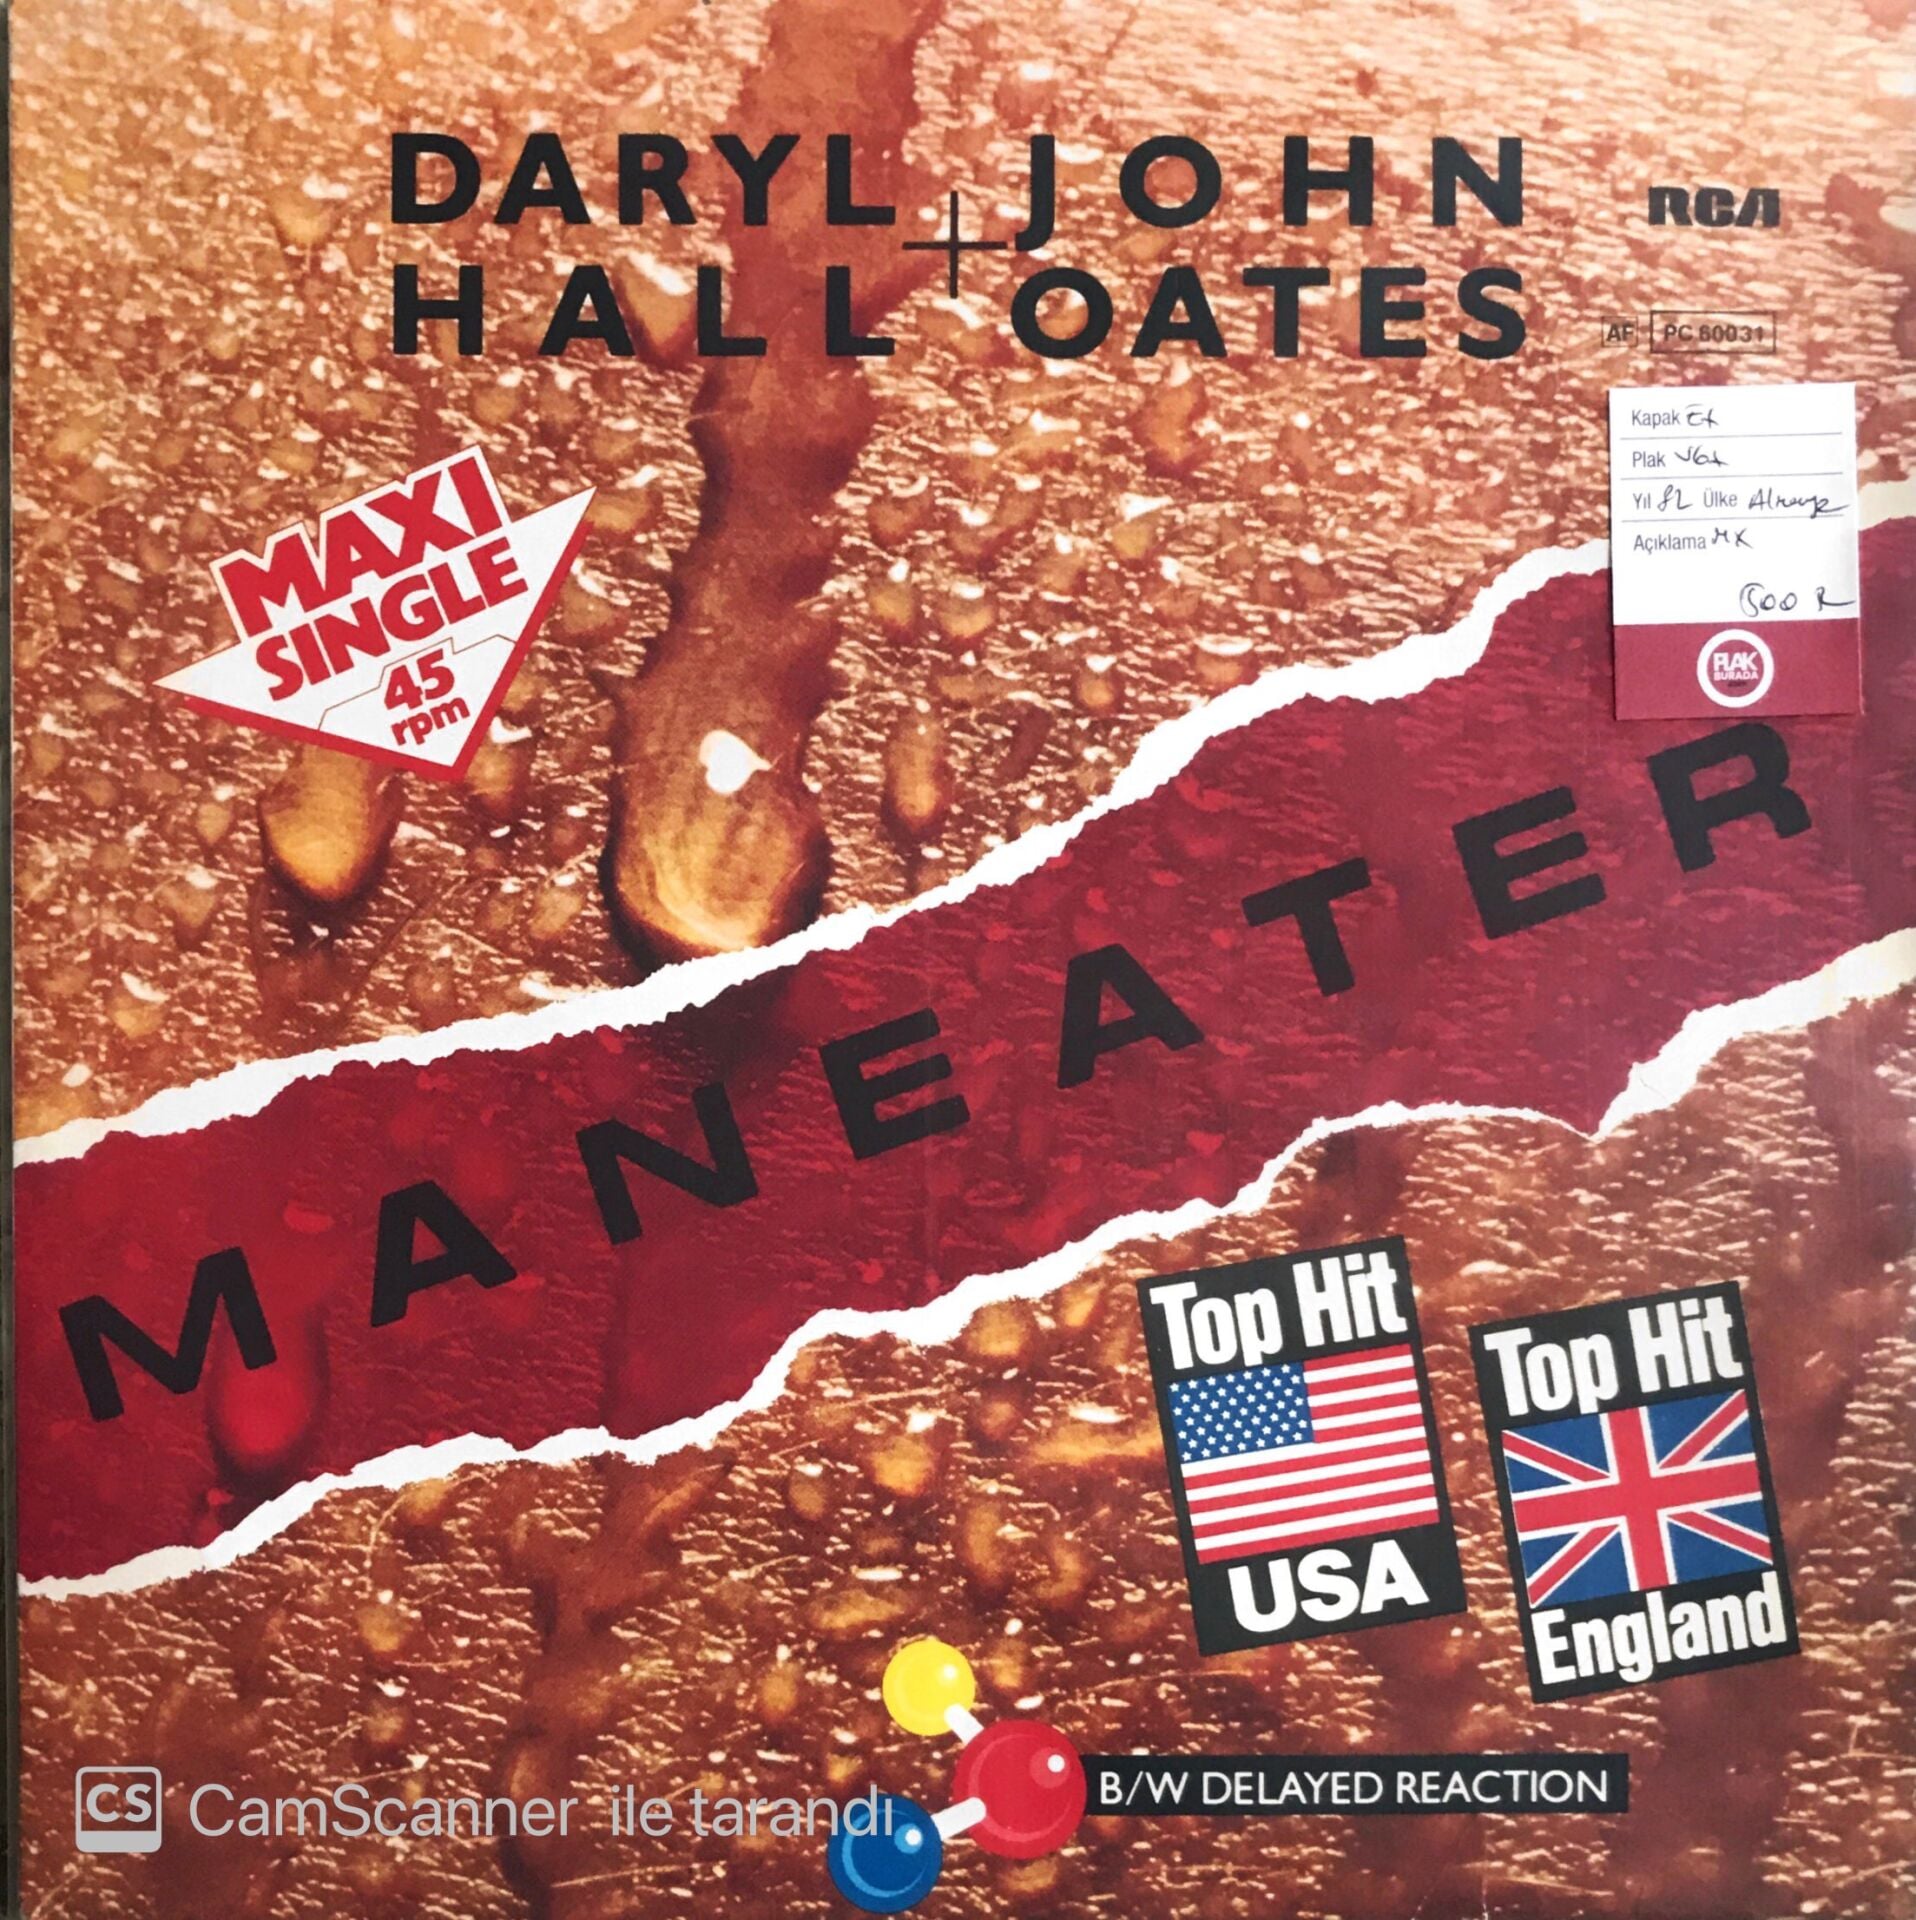 DARYL + JOHN
HALL OATES
RCA
AF PC 60031
Kapak
Plak
Yıl 82 Ülke
Açıklama
500
PLAK
BURADA
MAXI
SINGLE
45
rpm
MANEATER
Top Hit
USA
Top Hit
England
B/W DELAYED REACTION
CS CamScanner ile tarandı